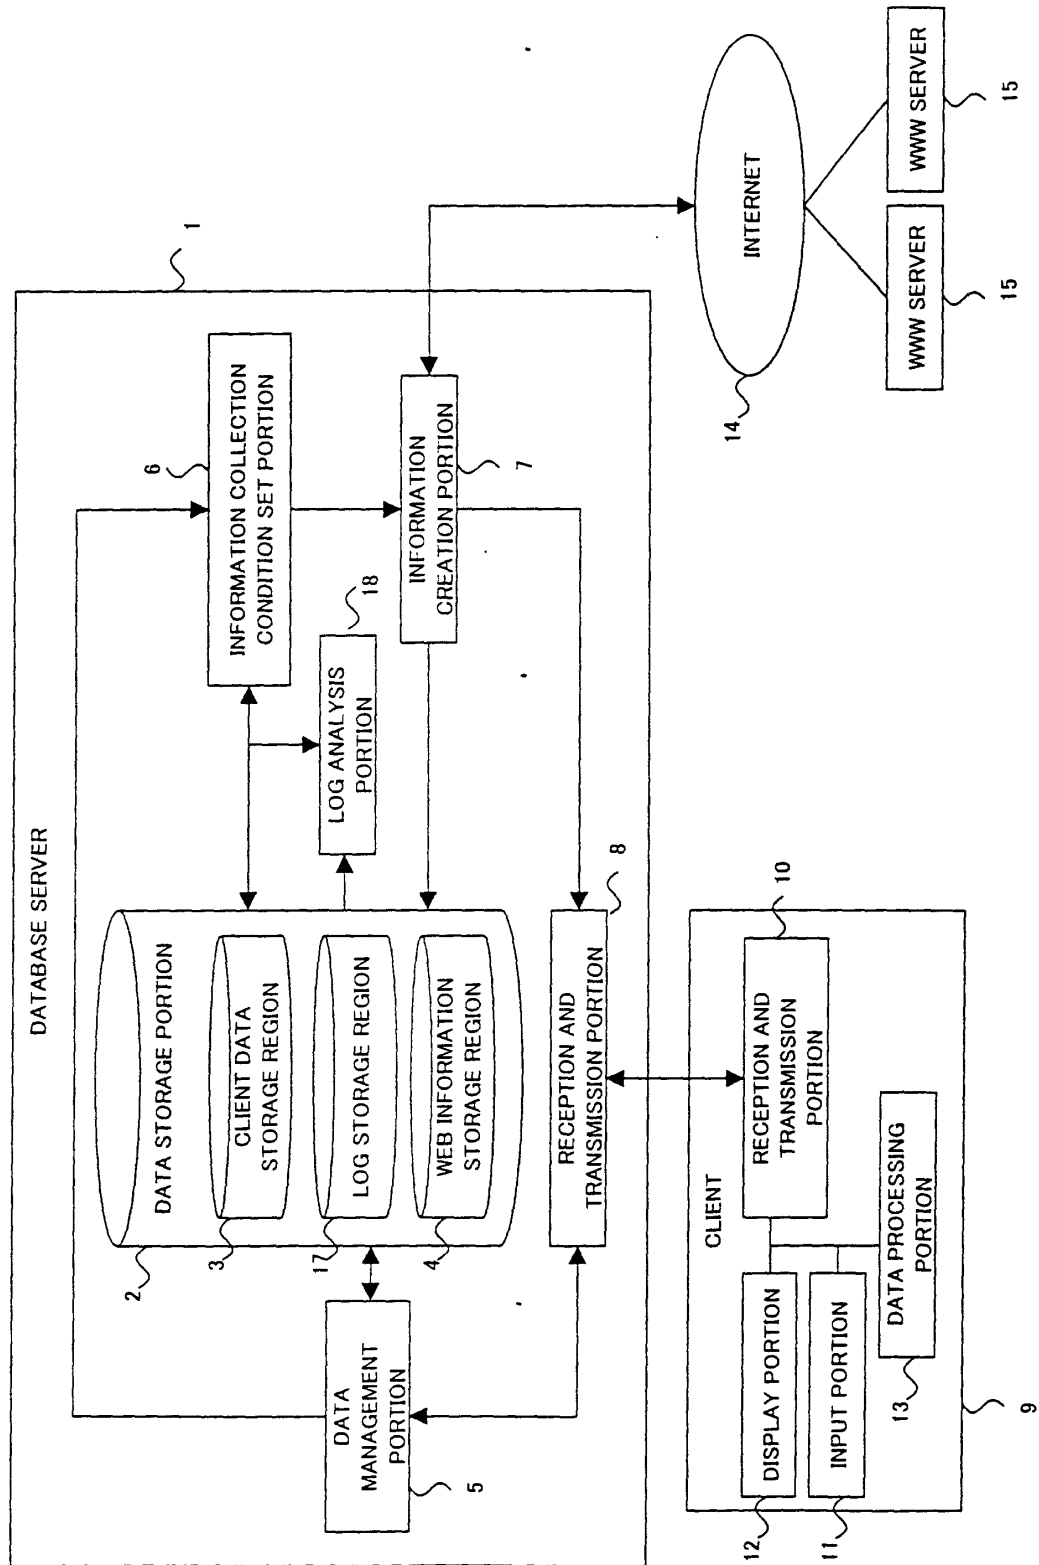 DATABASE SERVER
1
DATA STORAGE PORTION
2
CLIENT DATA
STORAGE REGION
3
LOG STORAGE REGION
17
WEB INFORMATION
STORAGE REGION
4
DATA
MANAGEMENT
PORTION
5
INFORMATION COLLECTION
CONDITION SET PORTION
6
LOG ANALYSIS
PORTION
18
INFORMATION
CREATION PORTION
7
RECEPTION AND
TRANSMISSION PORTION
8
CLIENT
9
RECEPTION AND
TRANSMISSION
PORTION
10
DISPLAY PORTION
12
INPUT PORTION
11
DATA PROCESSING
PORTION
13
INTERNET
14
WWW SERVER
15
WWW SERVER
15